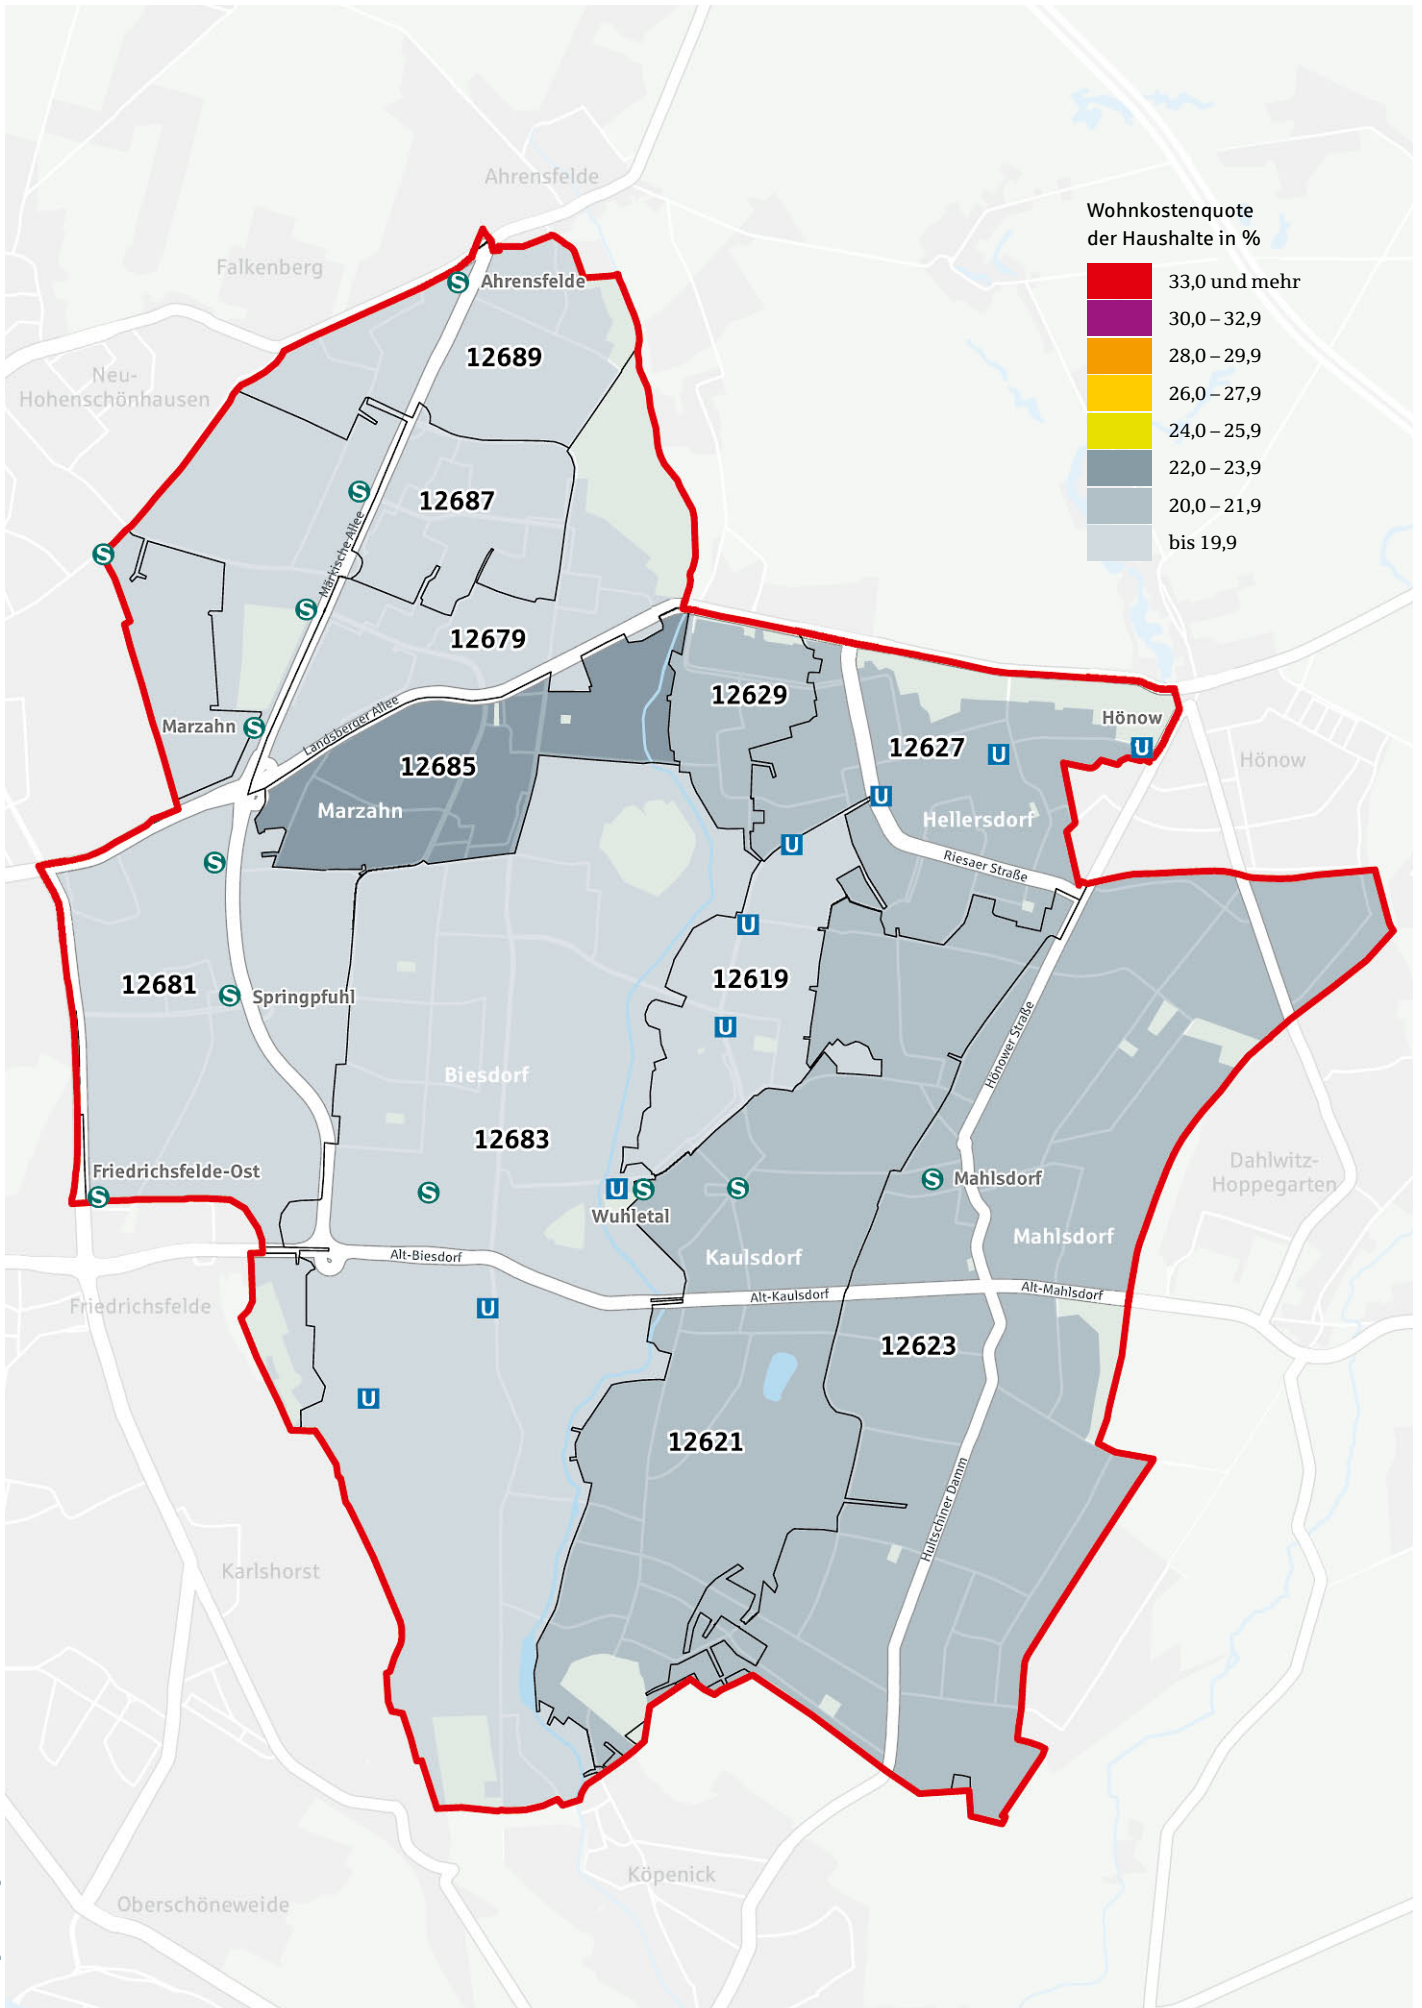 Ahrensfelde
Wohnkostenquote
der Haushalte in %
33,0 und mehr
30,0 – 32,9
28,0 – 29,9
26,0 – 27,9
24,0 – 25,9
22,0 – 23,9
20,0 – 21,9
bis 19,9
Falkenberg
S Ahrensfelde
12689
Neu-
Hohenschönhausen
S
12687
Märkische Allee
S
S
12679
12629
Landsberger Allee
Marzahn S
Hönow
U
12627
U
Hönow
12685
Marzahn
U
Hellersdorf
U
S
Riesaer Straße
U
12681
12619
S Springpfuhl
U
Hönower Straße
Biesdorf
12683
Friedrichsfelde-Ost
S
S
U S
Wuhletal
S
S Mahlsdorf
Dahlwitz-
Hoppegarten
Mahlsdorf
Kaulsdorf
Alt-Biesdorf
Alt-Kaulsdorf
Alt-Mahlsdorf
Friedrichsfelde
U
12623
U
12621
Hultschiner Damm
Karlshorst
Köpenick
Oberschöneweide